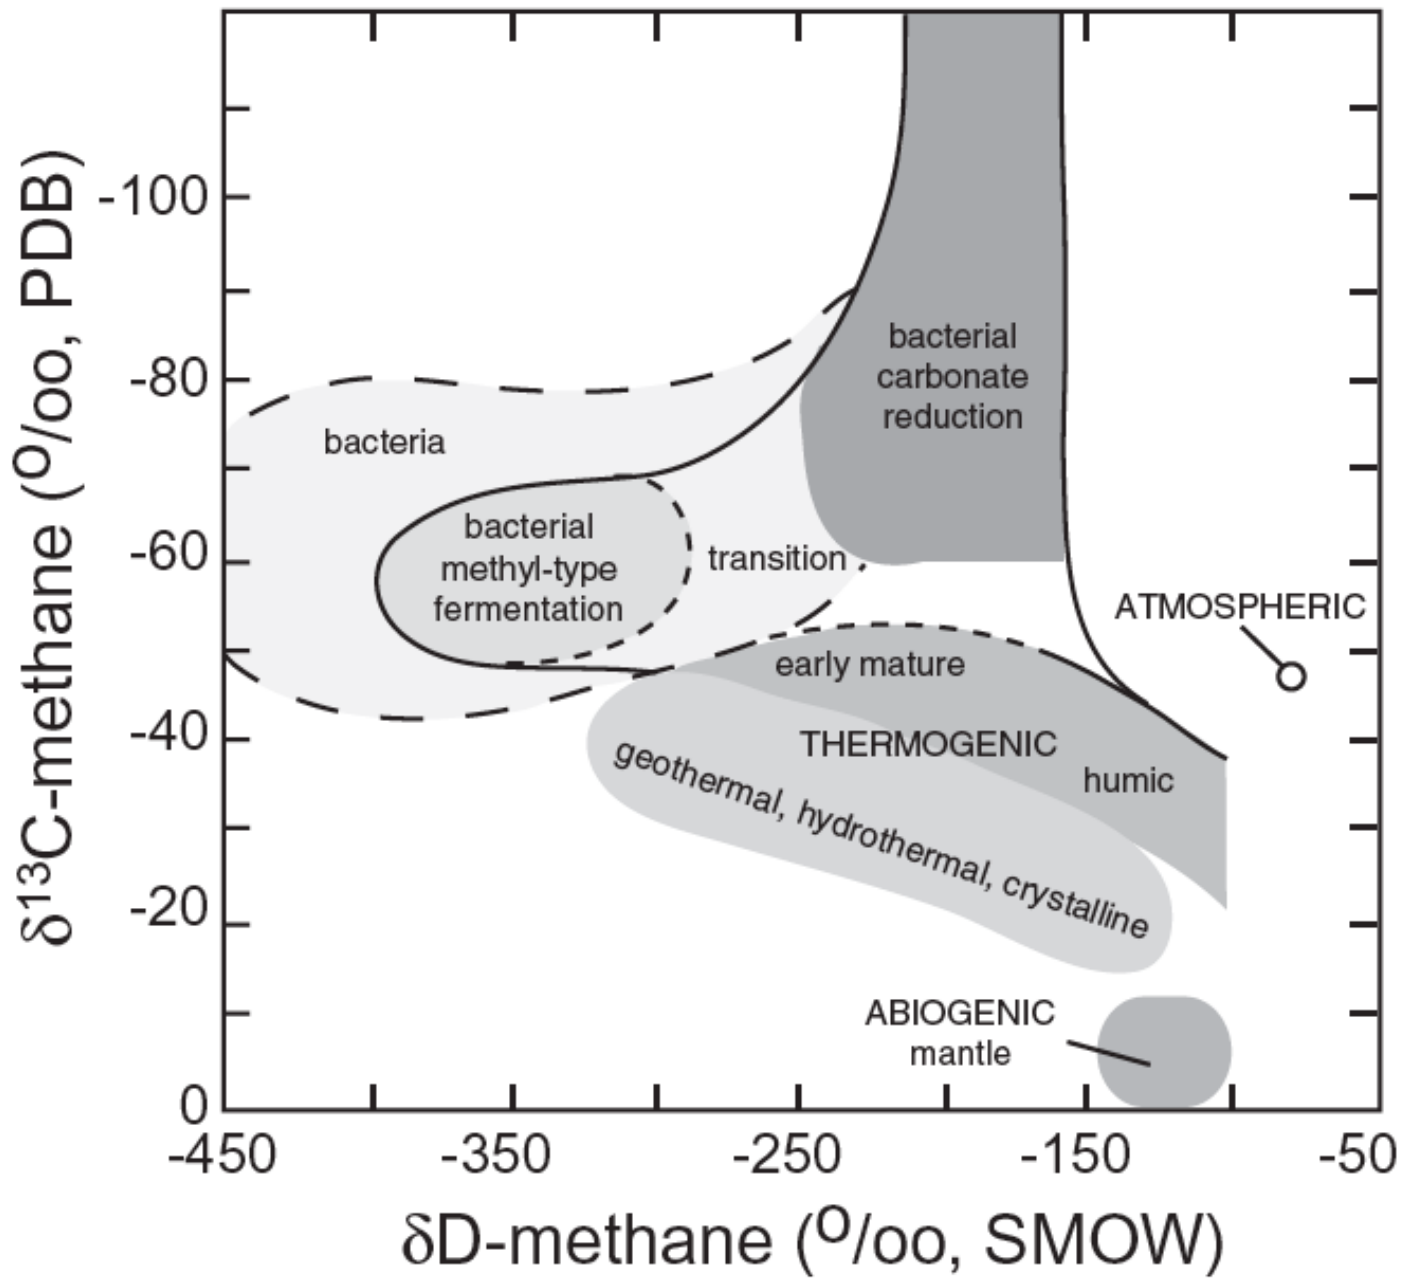 δ13C-methane (o/oo, PDB)
-100
-80
-60
-40
-20
0
bacteria
bacterial
methyl-type
fermentation
transition
bacterial
carbonate
reduction
ATMOSPHERIC
early mature
THERMOGENIC
humic
geothermal, hydrothermal, crystalline
ABIOGENIC
mantle
-450
-350
-250
-150
-50
δD-methane (o/oo, SMOW)